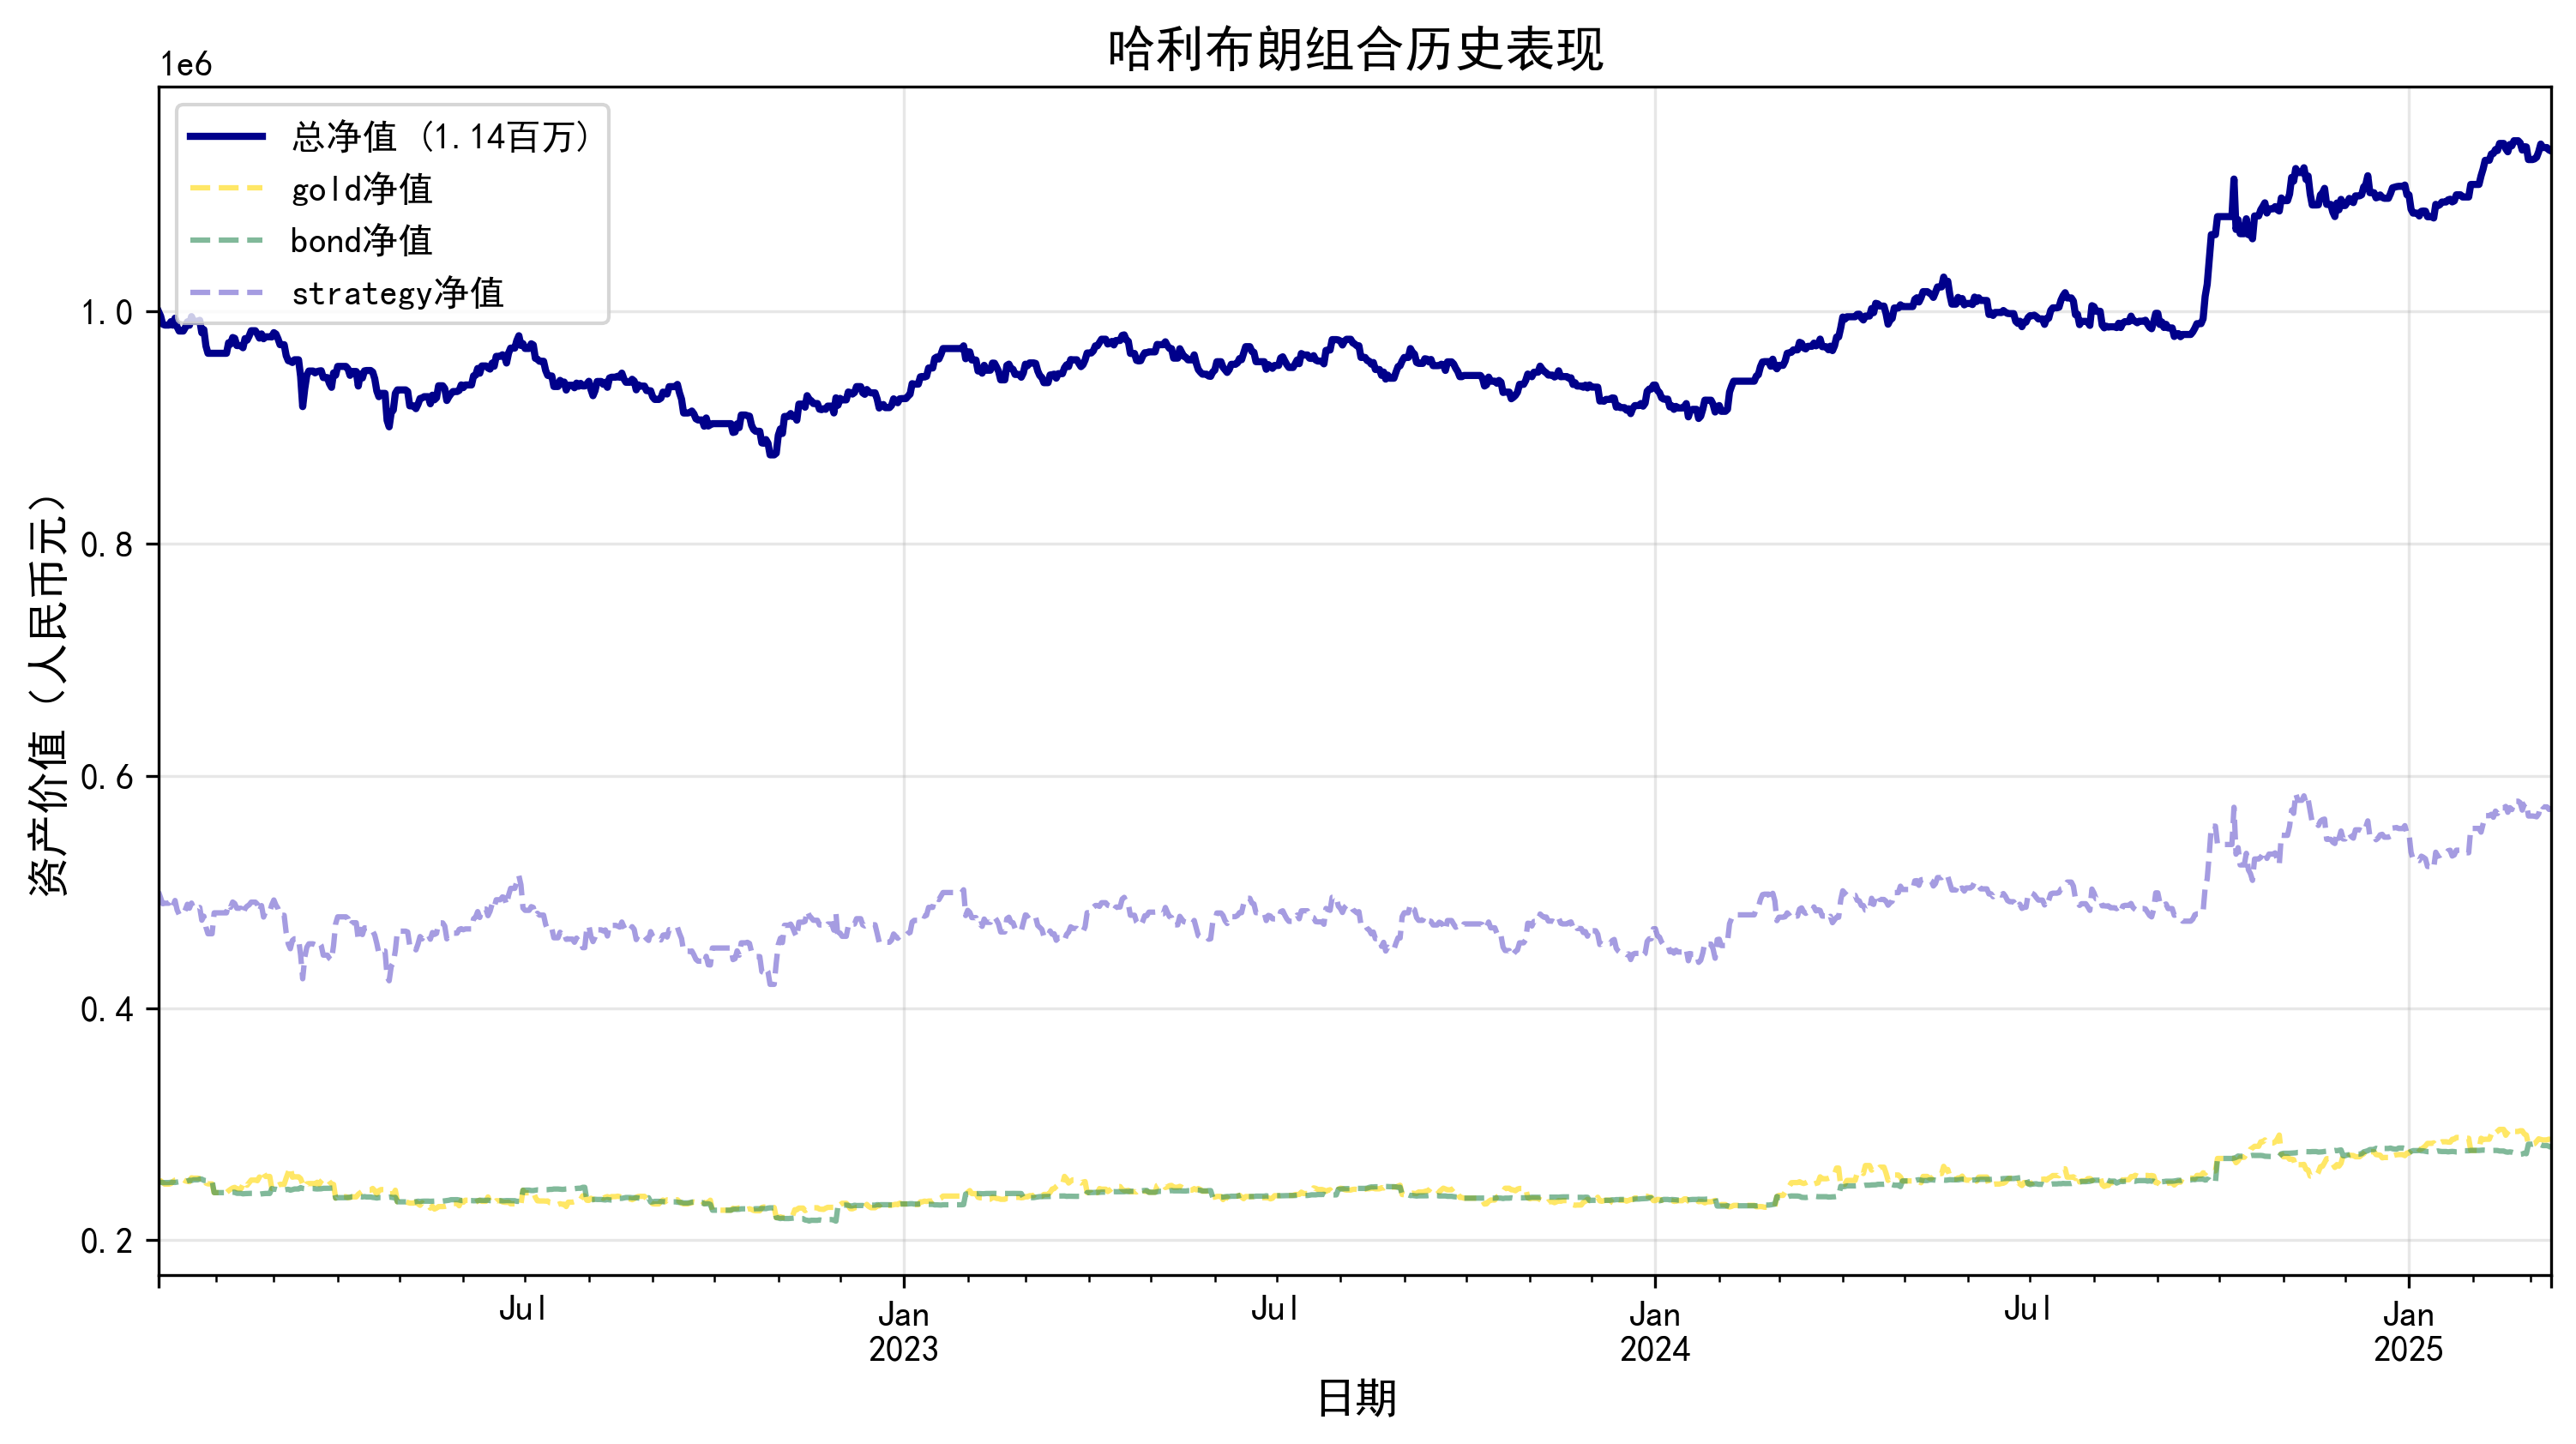 哈利布朗组合历史表现
1e6
总净值 (1.14百万)
gold净值
bond净值
strategy净值
资产价值（人民币元）
1.0
0.8
0.6
0.4
0.2
Jul
Jan
2023
Jul
Jan
2024
Jul
Jan
2025
日期